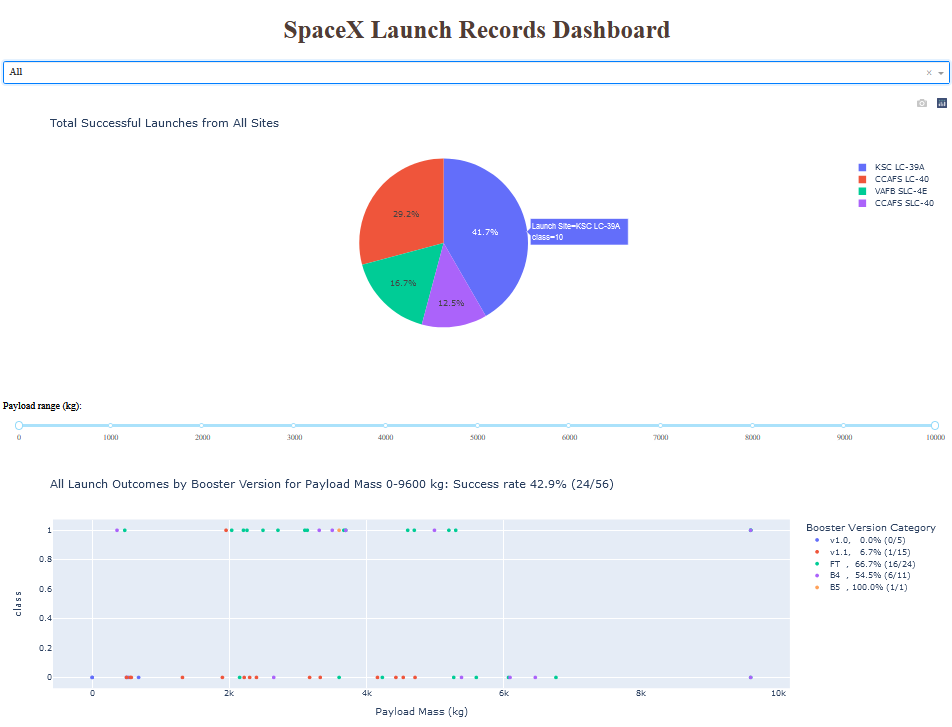 SpaceX Launch Records Dashboard
All
Total Successful Launches from All Sites
KSC LC-39A
CCAFS LC-40
VAFB SLC-4E
CCAFS SLC-40
29.2%
41.7%
16.7%
12.5%
Launch Site=KSC LC-39A
class=10
Payload range (kg):
0 1000 2000 3000 4000 5000 6000 7000 8000 9000 10000
All Launch Outcomes by Booster Version for Payload Mass 0-9600 kg: Success rate 42.9% (24/56)
1
0.8
0.6
0.4
0.2
0
class
0 2k 4k 6k 8k 10k
Payload Mass (kg)
Booster Version Category
v1.0, 0.0% (0/5)
v1.1, 6.7% (1/15)
FT , 66.7% (16/24)
B4 , 54.5% (6/11)
B5 , 100.0% (1/1)